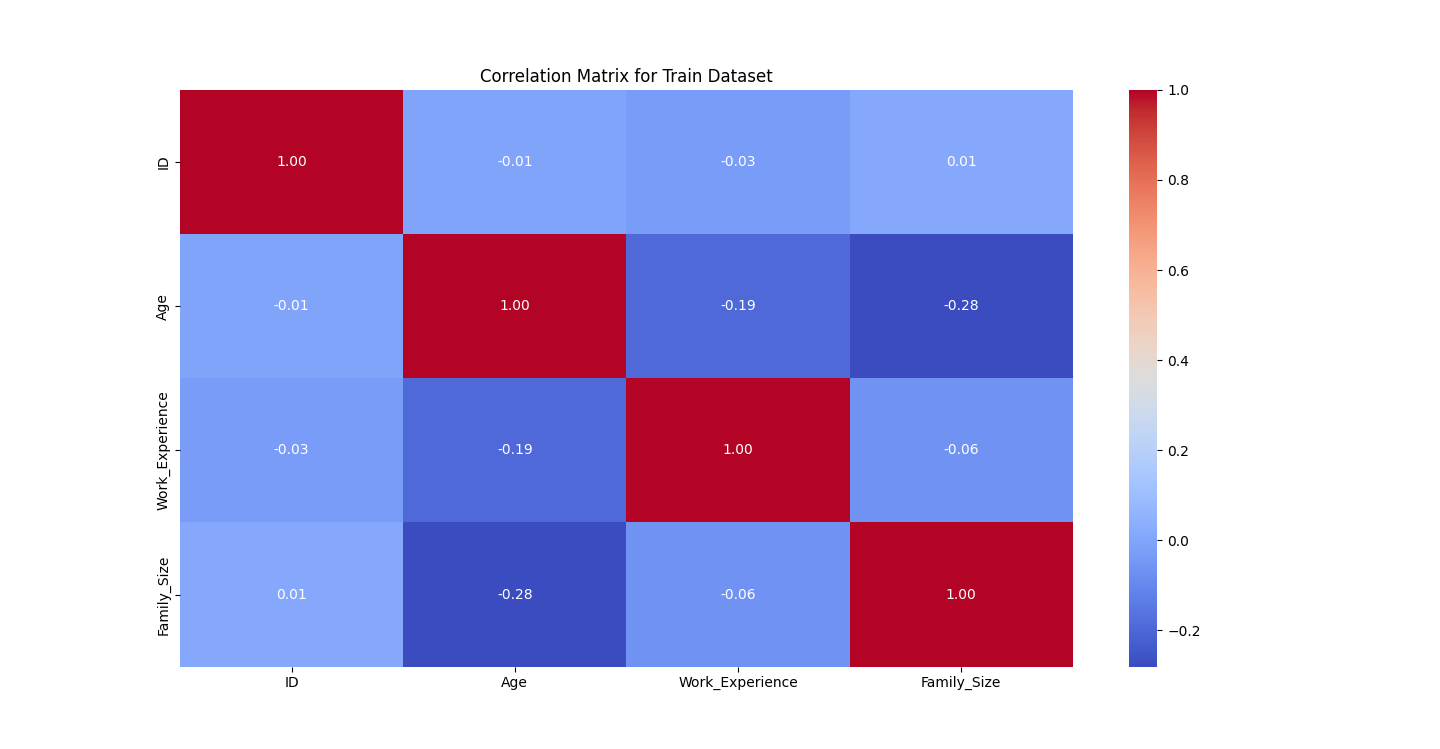 Correlation Matrix for Train Dataset
ID
1.00
-0.01
-0.03
0.01
Age
-0.01
1.00
-0.19
-0.28
Work_Experience
-0.03
-0.19
1.00
-0.06
Family_Size
0.01
-0.28
-0.06
1.00
ID
Age
Work_Experience
Family_Size
1.0
0.8
0.6
0.4
0.2
0.0
−0.2